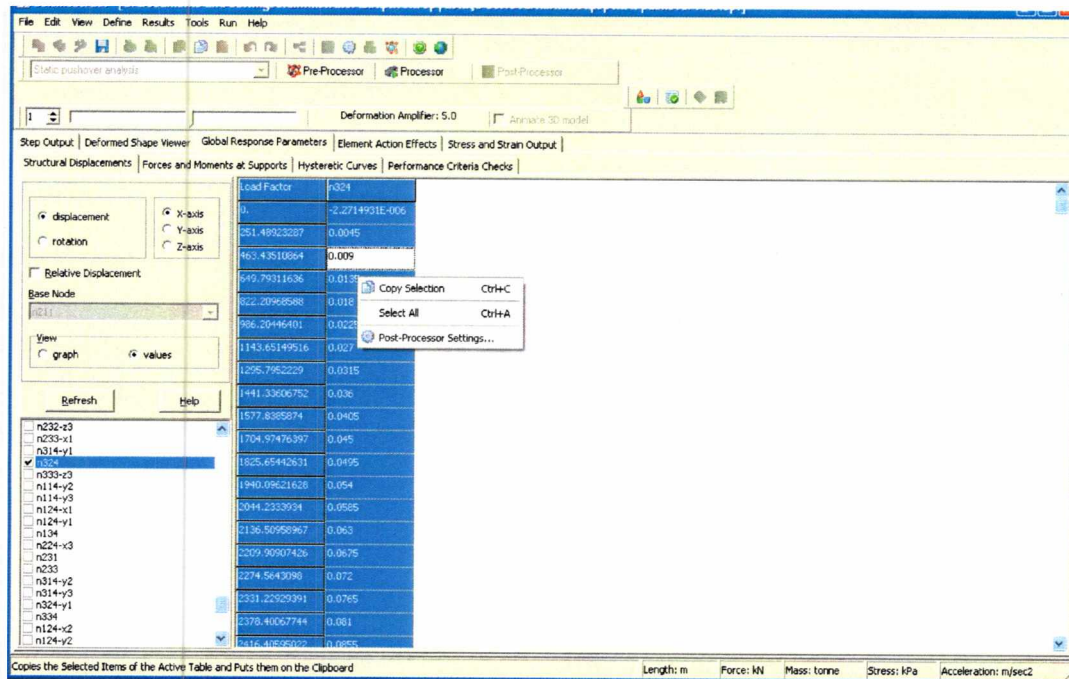 File Edit View Define Results Tools Run Help
Static pushover analysis Pre-Processor Processor Post-Processor
1 Deformation Amplifier: 5.0 Animate 3D model
Step Output Deformed Shape Viewer Global Response Parameters Element Action Effects Stress and Strain Output
Structural Displacements Forces and Moments at Supports Hysteretic Curves Performance Criteria Checks
displacement
rotation
X-axis
Y-axis
Z-axis
Relative Displacement
Base Node
View
graph values
Refresh Help
n232-z3
n233-x1
n314-y1
n324
n333-z3
n114-y2
n114-y3
n124-x1
n124-y1
n134
n224-x3
n231
n233
n314-y2
n314-y3
n324-y1
n334
n124-x2
n124-y2
Load Factor n324
0. -2.2714931E-006
251.48923287 0.0045
463.43510864 0.009
649.79311636 0.0135
822.20968588 0.018
986.20446401 0.0225
1143.65149516 0.027
1295.7952229 0.0315
1441.33606752 0.036
1577.8385874 0.0405
1704.97476397 0.045
1825.65442631 0.0495
1940.09621628 0.054
2044.2333934 0.0585
2136.50958967 0.063
2209.90907426 0.0675
2274.5643098 0.072
2331.22929391 0.0765
2378.40067744 0.081
0.0855
Copy Selection Ctrl+C
Select All Ctrl+A
Post-Processor Settings...
Copies the Selected Items of the Active Table and Puts them on the Clipboard
Length: m Force: kN Mass: tonne Stress: kPa Acceleration: m/sec2